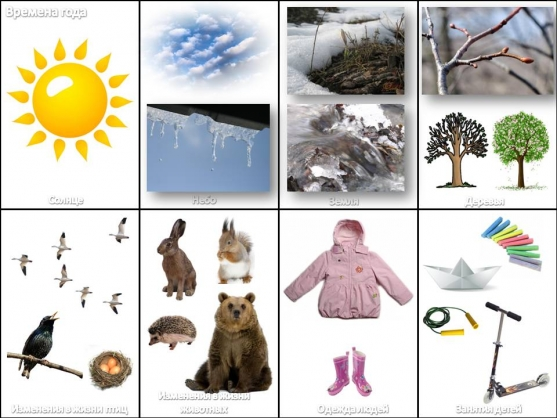 Времена года
Солнце
Небо
Земля
Деревья
Изменения в жизни птиц
Изменения в жизни
животных
Одежда людей
Занятия детей